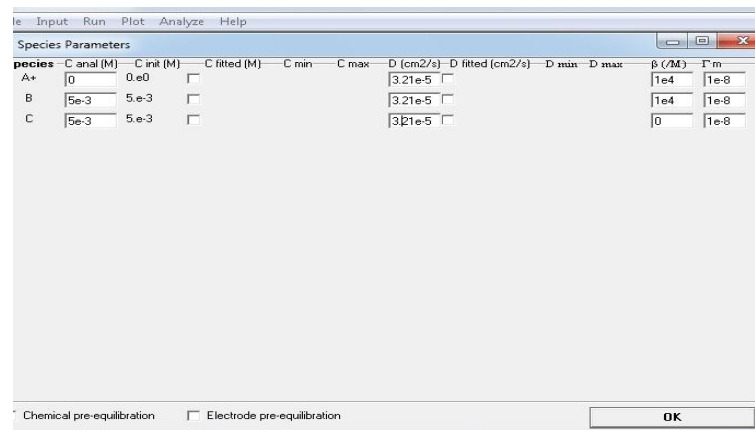 le Input Run Plot Analyze Help
Species Parameters
pecies C anal (M) C init (M) C fitted (M) C min C max D (cm2/s) D fitted (cm2/s) D min D max β (/M) Γ m
A+ 0 0.e0 3.21e-5 1e4 1e-8
B 5e-3 5.e-3 3.21e-5 1e4 1e-8
C 5e-3 5.e-3 3.21e-5 0 1e-8
Chemical pre-equilibration Electrode pre-equilibration OK